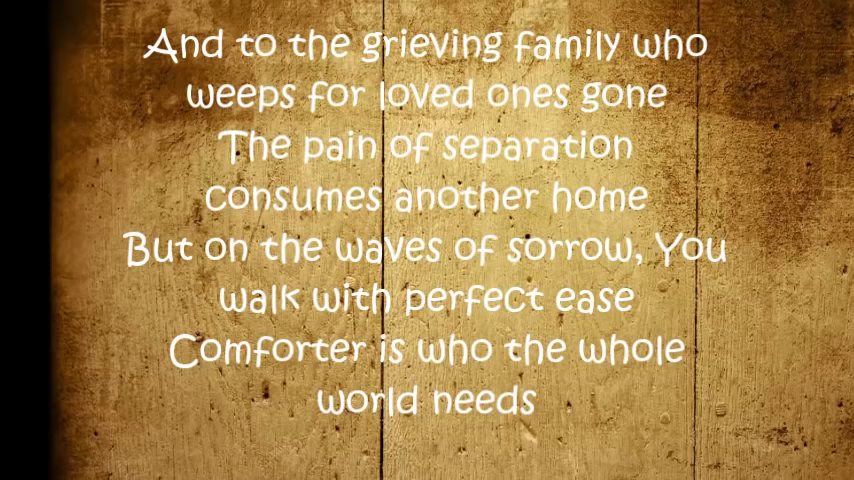 And to the grieving family who
weeps for loved ones gone
The pain of separation
consumes another home
But on the waves of sorrow, You
walk with perfect ease
Comforter is who the whole
world needs